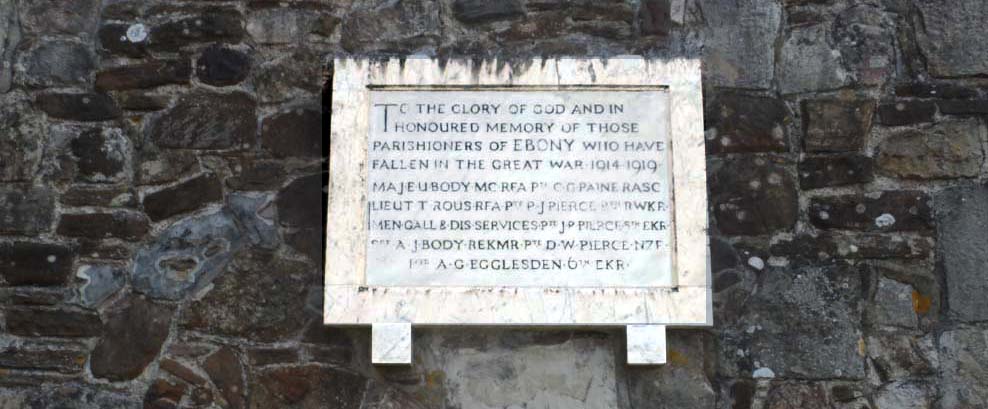 TO THE GLORY OF GOD AND IN
HONOURED MEMORY OF THOSE
PARISHIONERS OF EBONY WHO HAVE
FALLEN IN THE GREAT WAR·1914-1919·
MAJ·E·U·BODY·MC·RFA·PTE·C·G·PAINE·RASC
LIEUT·T·ROUS·RFA·PTE·P·J·PIERCE·RWKR·
MEN·GALL & DIS·SERVICES·PTE·J·P·PIERCE·5TH·EKR·
A·J·BODY·REKMR·PTE·D·W·PIERCE·NZF·
PTE·A·G·EGGLESDEN·6TH·EKR·